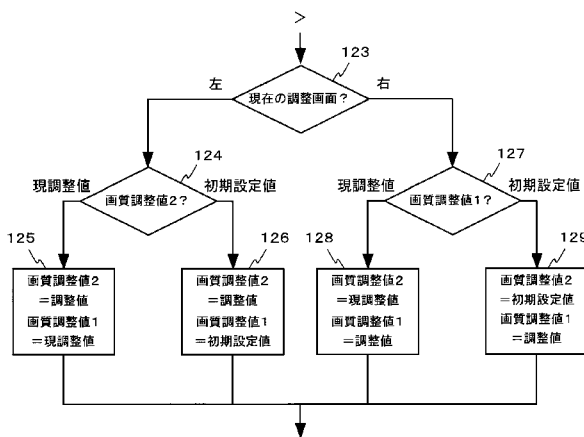 >
123
現在の調整画面？
左
右
124
画質調整値2？
現調整値
初期設定値
127
画質調整値1？
現調整値
初期設定値
125
画質調整値2
=調整値
画質調整値1
=現調整値
126
画質調整値2
=調整値
画質調整値1
=初期設定値
128
画質調整値2
=現調整値
画質調整値1
=調整値
129
画質調整値2
=初期設定値
画質調整値1
=調整値